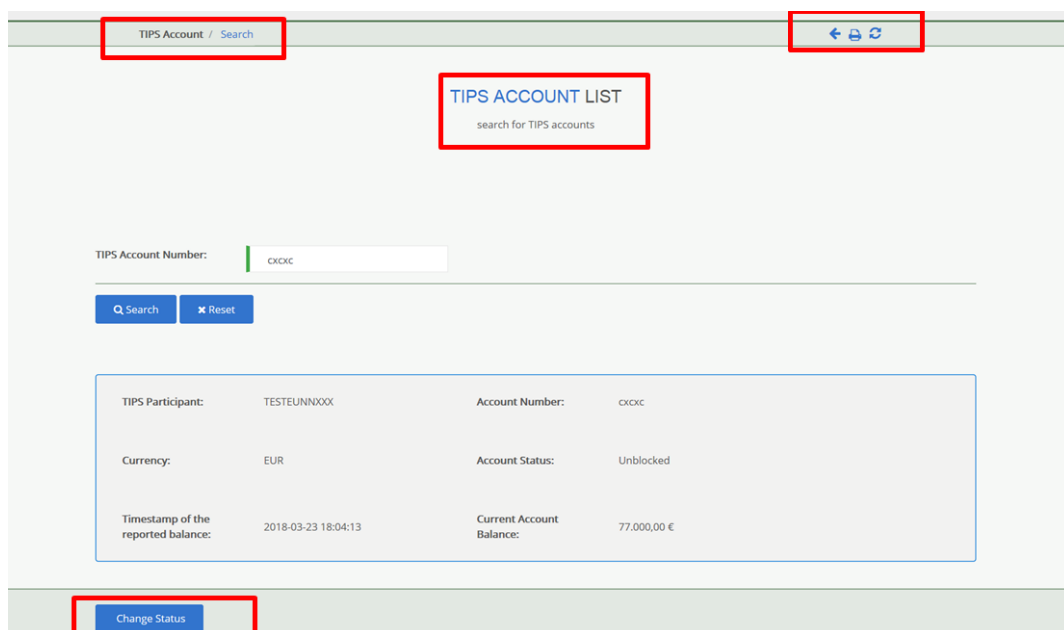 TIPS Account / Search
TIPS ACCOUNT LIST
search for TIPS accounts
TIPS Account Number: cxcxc
Search Reset
TIPS Participant: TESTEUNNXXX Account Number: cxcxc
Currency: EUR Account Status: Unblocked
Timestamp of the reported balance: 2018-03-23 18:04:13 Current Account Balance: 77.000,00 €
Change Status